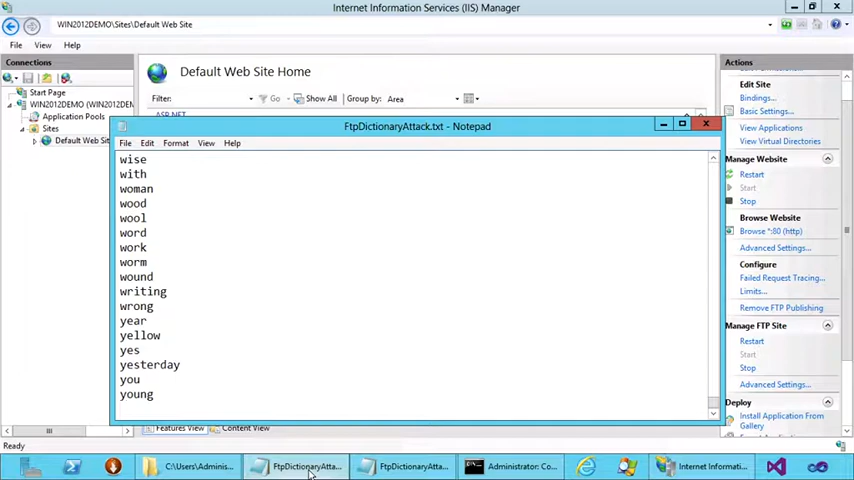 Internet Information Services (IIS) Manager
WIN2012DEMO ▸ Sites ▸ Default Web Site
File View Help
Connections
Start Page
WIN2012DEMO (WIN2012DEM
Application Pools
Sites
Default Web Sit
Default Web Site Home
Filter: Go Show All Group by: Area
ASP.NET
FtpDictionaryAttack.txt - Notepad
File Edit Format View Help
wise
with
woman
wood
wool
word
work
worm
wound
writing
wrong
year
yellow
yes
yesterday
you
young
Features View Content View
Actions
Edit Site
Bindings...
Basic Settings...
View Applications
View Virtual Directories
Manage Website
Restart
Start
Stop
Browse Website
Browse *:80 (http)
Advanced Settings...
Configure
Failed Request Tracing...
Limits...
Remove FTP Publishing
Manage FTP Site
Restart
Start
Stop
Advanced Settings...
Deploy
Install Application From
Gallery
Ready
C:\Users\Adminis... FtpDictionaryAtta... FtpDictionaryAtta... Administrator: Co... Internet Informati...